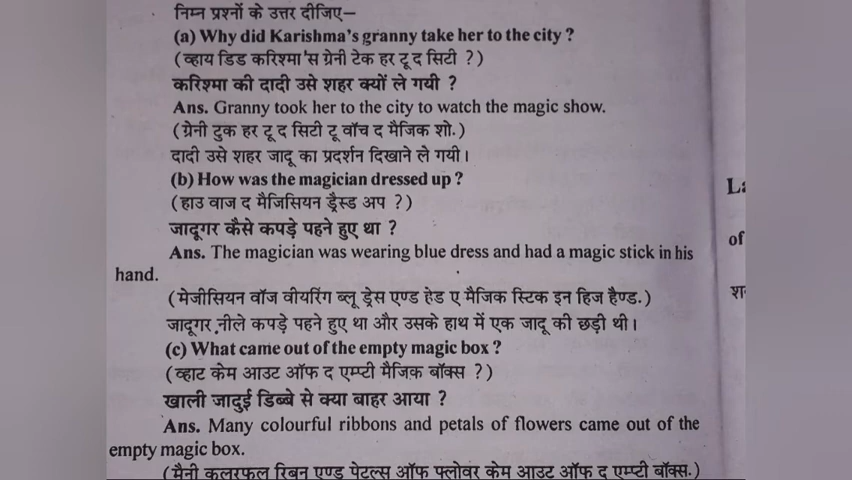 निम्न प्रश्नों के उत्तर दीजिए—
(a) Why did Karishma's granny take her to the city ?
(व्हाय डिड करिश्मा'स ग्रेनी टेक हर टू द सिटी ?)
करिश्मा की दादी उसे शहर क्यों ले गयी ?
Ans. Granny took her to the city to watch the magic show.
(ग्रेनी टुक हर टू द सिटी टू वॉच द मैजिक शो.)
दादी उसे शहर जादू का प्रदर्शन दिखाने ले गयी।
(b) How was the magician dressed up ?
(हाउ वाज द मैजिसियन ड्रैस्ड अप ?)
जादूगर कैसे कपड़े पहने हुए था ?
Ans. The magician was wearing blue dress and had a magic stick in his
hand.
(मेजीसियन वॉज वीयरिंग ब्लू ड्रेस एण्ड हेड ए मैजिक स्टिक इन हिज हैण्ड.)
जादूगर नीले कपड़े पहने हुए था और उसके हाथ में एक जादू की छड़ी थी।
(c) What came out of the empty magic box ?
(व्हाट केम आउट ऑफ द एम्प्टी मैजिक बॉक्स ?)
खाली जादुई डिब्बे से क्या बाहर आया ?
Ans. Many colourful ribbons and petals of flowers came out of the
empty magic box.
(मैनी कलरफुल रिबन एण्ड पेटल्स ऑफ फ्लोवर केम आउट ऑफ द एम्प्टी बॉक्स.)
of